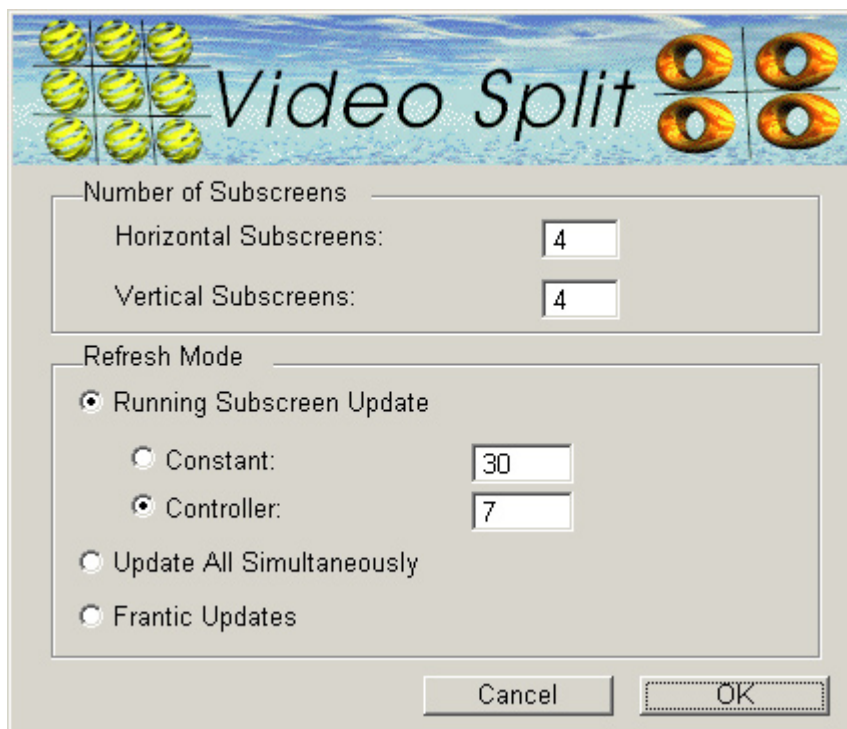 Video Split
Number of Subscreens
Horizontal Subscreens: 4
Vertical Subscreens: 4
Refresh Mode
Running Subscreen Update
Constant: 30
Controller: 7
Update All Simultaneously
Frantic Updates
Cancel OK